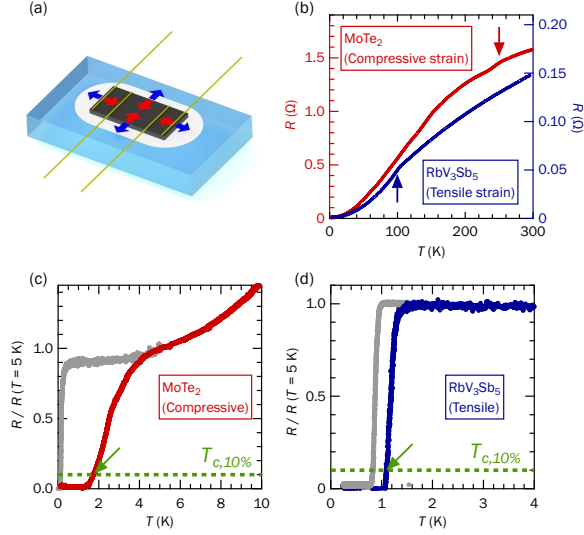 (a)
(b)
MoTe2
(Compressive strain)
RbV3Sb5
(Tensile strain)
R (Ω)
1.5
1.0
0.5
0
R (Ω)
0.20
0.15
0.10
0.05
0
0 100 200 300
T (K)
(c)
R / R (T = 5 K)
1.0
0.5
0.0
MoTe2
(Compressive)
Tc,10%
0 2 4 6 8 10
T (K)
(d)
R / R (T = 5 K)
1.0
0.5
0.0
RbV3Sb5
(Tensile)
Tc,10%
0 1 2 3 4
T (K)